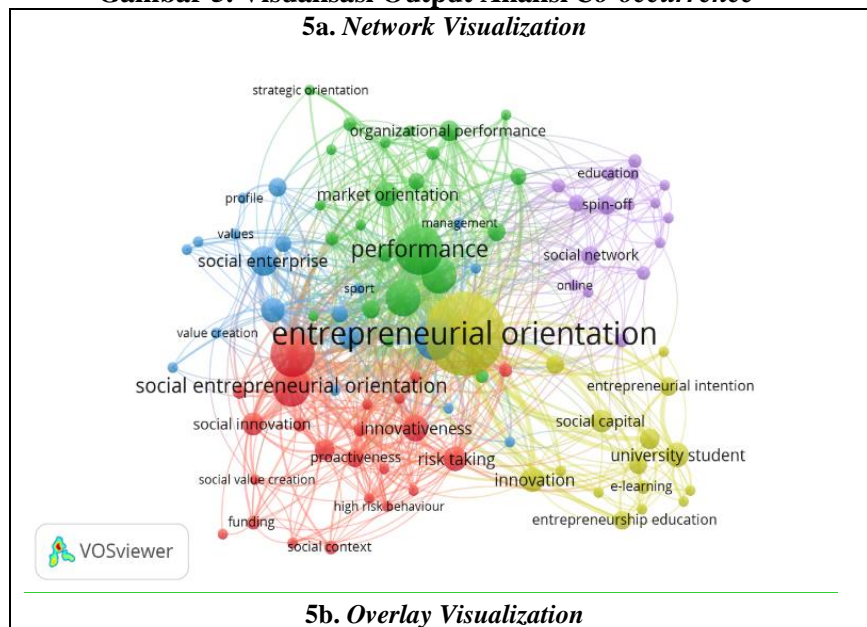 Gambar 5. Visualisasi Output Analisi Co-occurrence
5a. Network Visualization
strategic orientation
organizational performance
education
profile
market orientation
spin-off
management
values
performance
social enterprise
social network
sport
online
value creation
entrepreneurial orientation
social entrepreneurial orientation
entrepreneurial intention
social innovation
innovativeness
social capital
proactiveness
risk taking
university student
social value creation
innovation
high risk behaviour
e-learning
funding
entrepreneurship education
social context
VOSviewer
5b. Overlay Visualization